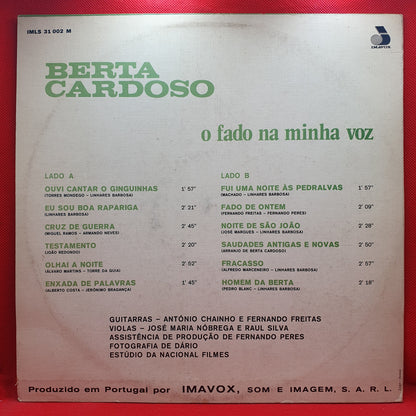 IMLS 31 002 M
IMAVOX
BERTA
CARDOSO
o fado na minha voz
LADO A
OUVI CANTAR O GINGUINHAS 1' 57"
(TORRES MONDEGO - LINHARES BARBOSA)
EU SOU BOA RAPARIGA 2' 21"
(LINHARES BARBOSA)
CRUZ DE GUERRA 2' 45"
(MIGUEL RAMOS - ARMANDO NEVES)
TESTAMENTO 2' 20"
(JOÃO REDONDO)
OLHAI A NOITE 2' 52"
(ÁLVARO MARTINS - TORRE DA GUIA)
ENXADA DE PALAVRAS 1' 45"
(ALBERTO COSTA - JERÓNIMO BRAGANÇA)
LADO B
FUI UMA NOITE ÀS PEDRALVAS 1' 57"
(MACHADO - LINHARES BARBOSA)
FADO DE ONTEM 2' 09"
(FERNANDO FREITAS - FERNANDO PERES)
NOITE DE SÃO JOÃO 2' 28"
(JOSÉ MARQUES - LINHARES BARBOSA)
SAUDADES ANTIGAS E NOVAS 2' 50"
(ARRANJO DE BERTA CARDOSO)
FRACASSO 2' 57"
(ALFREDO MARCENEIRO - LINHARES BARBOSA)
HOMEM DA BERTA 2' 18"
(PEDRO BLANC - LINHARES BARBOSA)
GUITARRAS - ANTÓNIO CHAINHO E FERNANDO FREITAS
VIOLAS - JOSÉ MARIA NÓBREGA E RAUL SILVA
ASSISTÊNCIA DE PRODUÇÃO DE FERNANDO PERES
FOTOGRAFIA DE DÁRIO
ESTÚDIO DA NACIONAL FILMES
Produzido em Portugal por IMAVOX, SOM E IMAGEM, S. A. R. L.